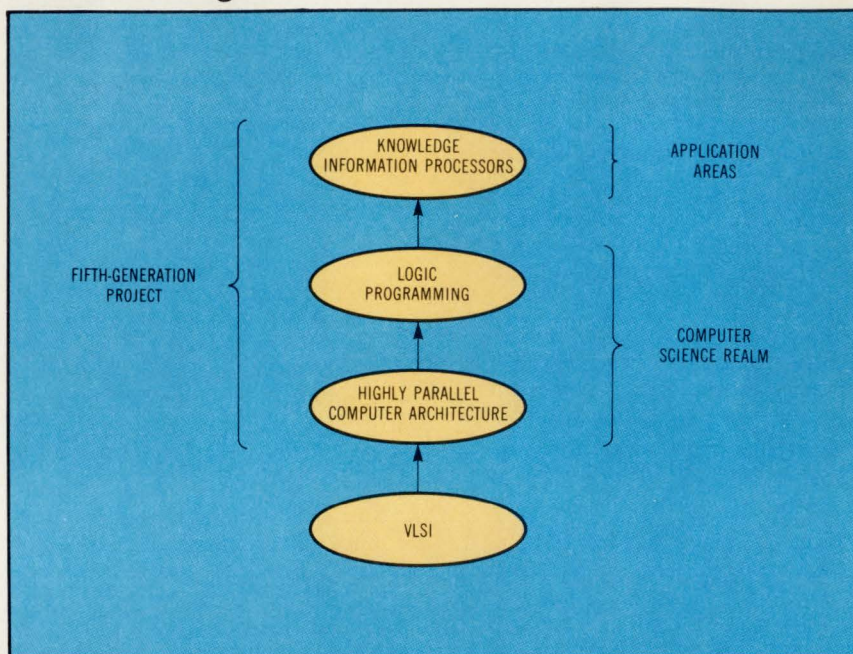 KNOWLEDGE
INFORMATION PROCESSORS
APPLICATION
AREAS
FIFTH-GENERATION
PROJECT
LOGIC
PROGRAMMING
COMPUTER
SCIENCE REALM
HIGHLY PARALLEL
COMPUTER ARCHITECTURE
VLSI